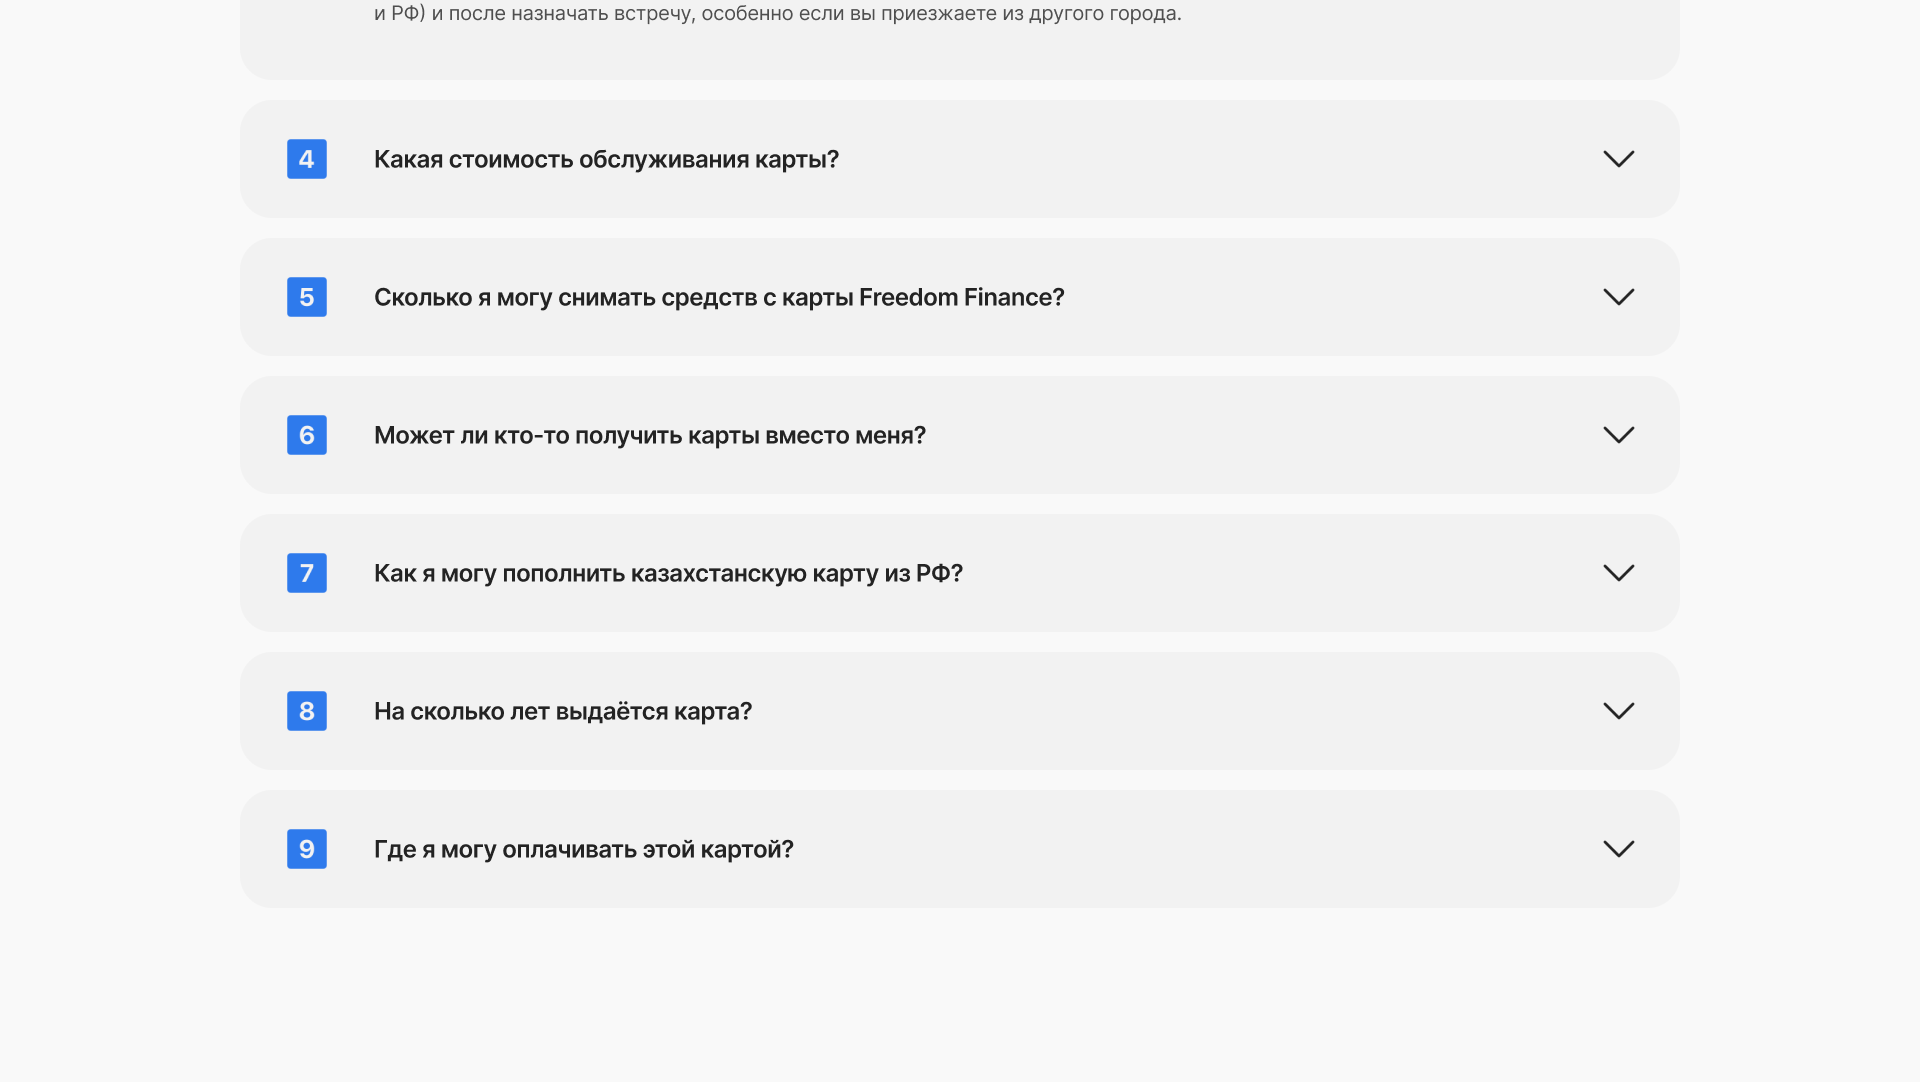 и РФ) и после назначать встречу, особенно если вы приезжаете из другого города.
4 Какая стоимость обслуживания карты?
5 Сколько я могу снимать средств с карты Freedom Finance?
6 Может ли кто-то получить карты вместо меня?
7 Как я могу пополнить казахстанскую карту из РФ?
8 На сколько лет выдаётся карта?
9 Где я могу оплачивать этой картой?